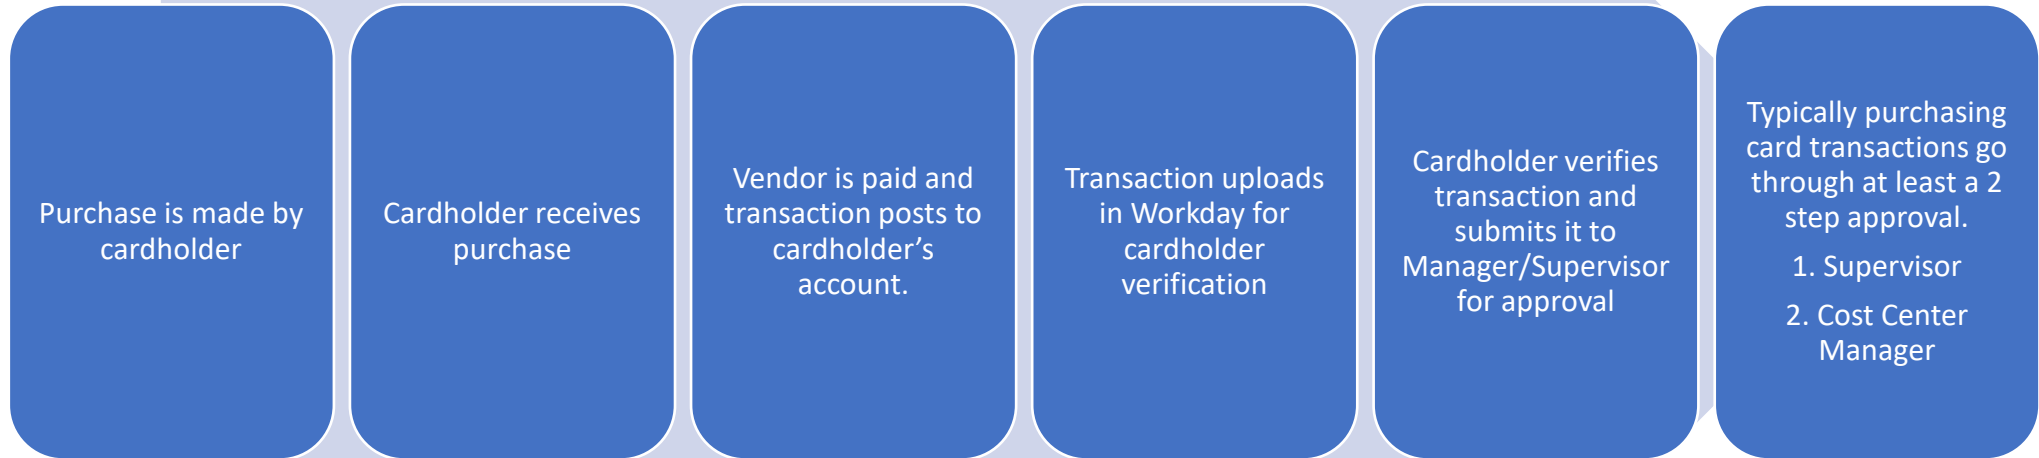 Purchase is made by
cardholder
Cardholder receives
purchase
Vendor is paid and
transaction posts to
cardholder’s
account.
Transaction uploads
in Workday for
cardholder
verification
Cardholder verifies
transaction and
submits it to
Manager/Supervisor
for approval
Typically purchasing
card transactions go
through at least a 2
step approval.
1. Supervisor
2. Cost Center
Manager